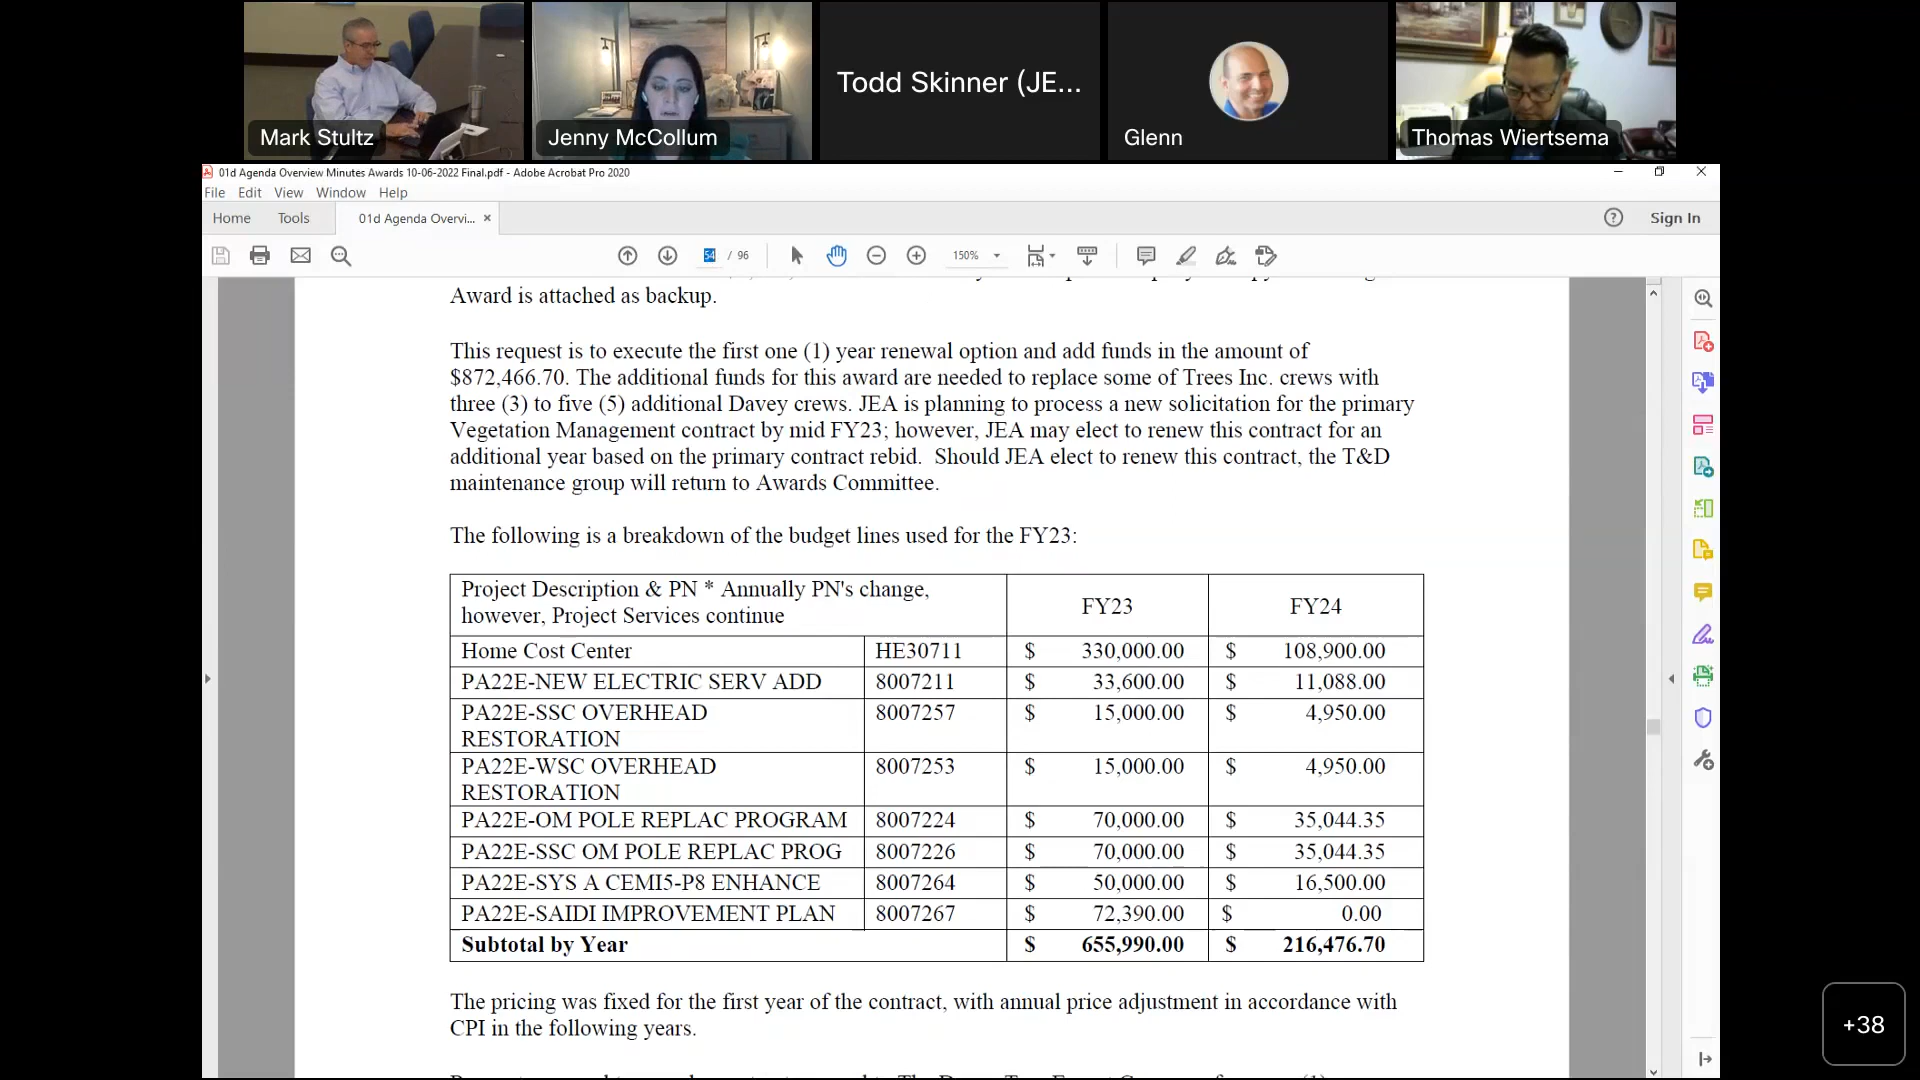 Mark Stultz
Jenny McCollum
Todd Skinner (JE...
Glenn
Thomas Wiertsema
01d Agenda Overview Minutes Awards 10-06-2022 Final.pdf - Adobe Acrobat Pro 2020
File Edit View Window Help
Home Tools 01d Agenda Overvi... × Sign In
54 / 96 150%
Award is attached as backup.
This request is to execute the first one (1) year renewal option and add funds in the amount of
$872,466.70. The additional funds for this award are needed to replace some of Trees Inc. crews with
three (3) to five (5) additional Davey crews. JEA is planning to process a new solicitation for the primary
Vegetation Management contract by mid FY23; however, JEA may elect to renew this contract for an
additional year based on the primary contract rebid. Should JEA elect to renew this contract, the T&D
maintenance group will return to Awards Committee.
The following is a breakdown of the budget lines used for the FY23:
Project Description & PN * Annually PN's change,
however, Project Services continue
FY23 FY24
Home Cost Center HE30711 $ 330,000.00 $ 108,900.00
PA22E-NEW ELECTRIC SERV ADD 8007211 $ 33,600.00 $ 11,088.00
PA22E-SSC OVERHEAD 8007257 $ 15,000.00 $ 4,950.00
RESTORATION
PA22E-WSC OVERHEAD 8007253 $ 15,000.00 $ 4,950.00
RESTORATION
PA22E-OM POLE REPLAC PROGRAM 8007224 $ 70,000.00 $ 35,044.35
PA22E-SSC OM POLE REPLAC PROG 8007226 $ 70,000.00 $ 35,044.35
PA22E-SYS A CEMI5-P8 ENHANCE 8007264 $ 50,000.00 $ 16,500.00
PA22E-SAIDI IMPROVEMENT PLAN 8007267 $ 72,390.00 $ 0.00
Subtotal by Year $ 655,990.00 $ 216,476.70
The pricing was fixed for the first year of the contract, with annual price adjustment in accordance with
CPI in the following years.
+38